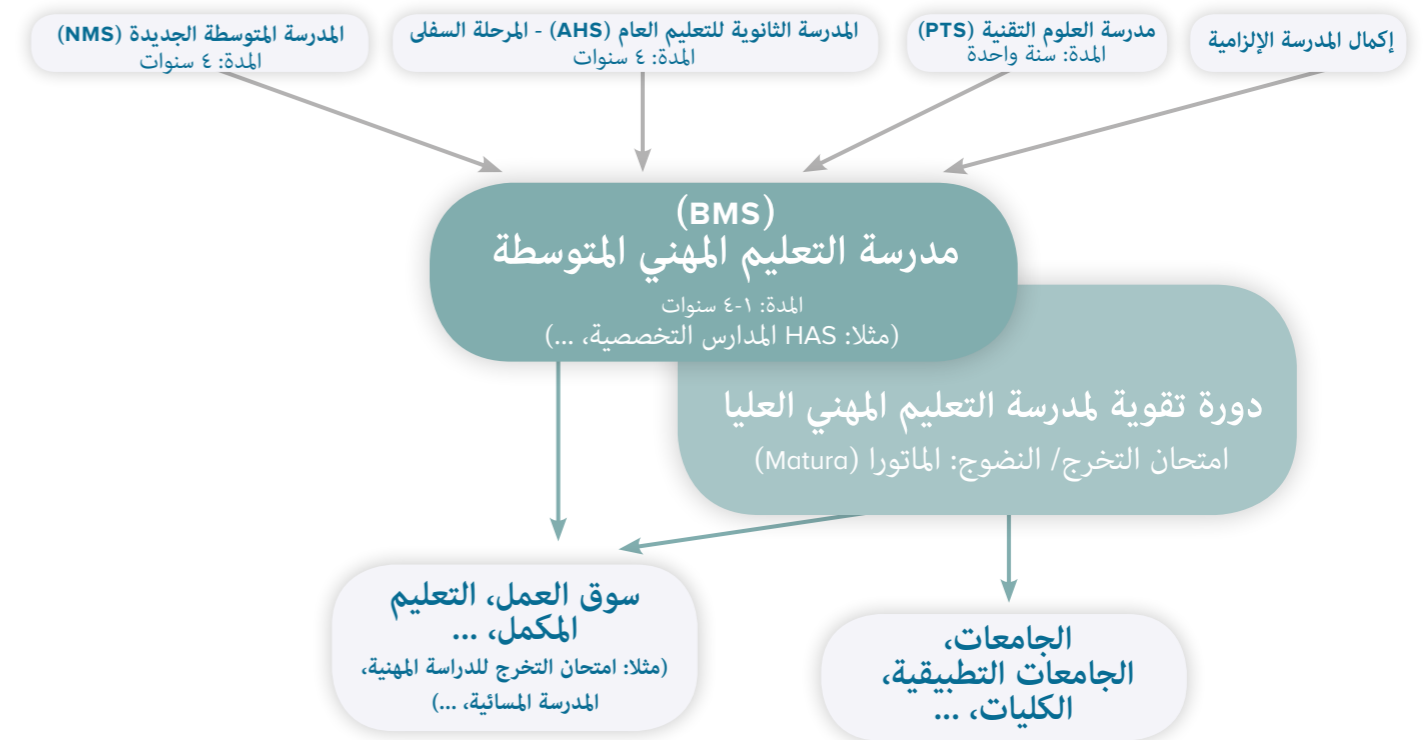 إكمال المدرسة الإلزامية
مدرسة العلوم التقنية (PTS)
المدة: سنة واحدة
المدرسة الثانوية للتعليم العام (AHS) - المرحلة السفلى
المدة: ٤ سنوات
المدرسة المتوسطة الجديدة (NMS)
المدة: ٤ سنوات
(BMS)
مدرسة التعليم المهني المتوسطة
المدة: ١-٤ سنوات
(مثلا: HAS المدارس التخصصية، ...)
دورة تقوية لمدرسة التعليم المهني العليا
امتحان التخرج/ النضوج: الماتورا (Matura)
سوق العمل، التعليم
المكمل، ...
(مثلا: امتحان التخرج للدراسة المهنية،
المدرسة المسائية، ...)
الجامعات،
الجامعات التطبيقية،
الكليات، ...